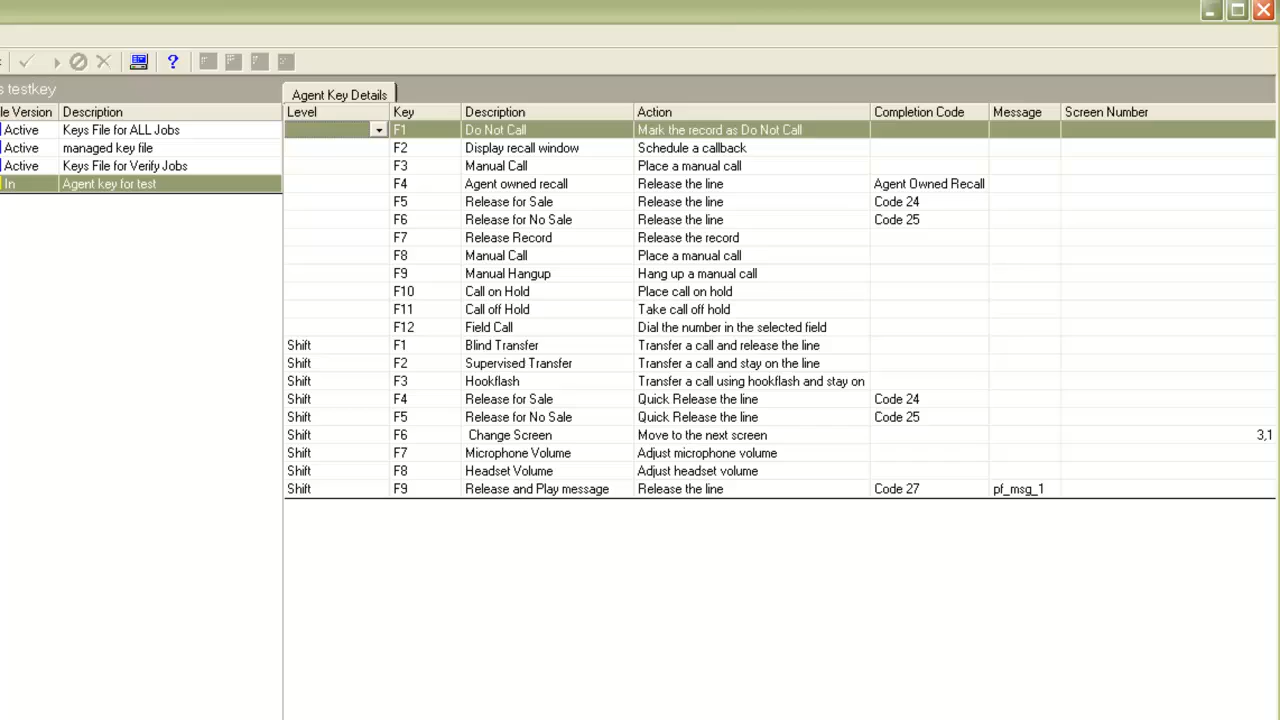 s testkey
Agent Key Details
le Version Description
Active Keys File for ALL Jobs
Active managed key file
Active Keys File for Verify Jobs
In Agent key for test
Level Key Description Action Completion Code Message Screen Number
F1 Do Not Call Mark the record as Do Not Call
F2 Display recall window Schedule a callback
F3 Manual Call Place a manual call
F4 Agent owned recall Release the line Agent Owned Recall
F5 Release for Sale Release the line Code 24
F6 Release for No Sale Release the line Code 25
F7 Release Record Release the record
F8 Manual Call Place a manual call
F9 Manual Hangup Hang up a manual call
F10 Call on Hold Place call on hold
F11 Call off Hold Take call off hold
F12 Field Call Dial the number in the selected field
Shift F1 Blind Transfer Transfer a call and release the line
Shift F2 Supervised Transfer Transfer a call and stay on the line
Shift F3 Hookflash Transfer a call using hookflash and stay on
Shift F4 Release for Sale Quick Release the line Code 24
Shift F5 Release for No Sale Quick Release the line Code 25
Shift F6 Change Screen Move to the next screen 3,1
Shift F7 Microphone Volume Adjust microphone volume
Shift F8 Headset Volume Adjust headset volume
Shift F9 Release and Play message Release the line Code 27 pf_msg_1